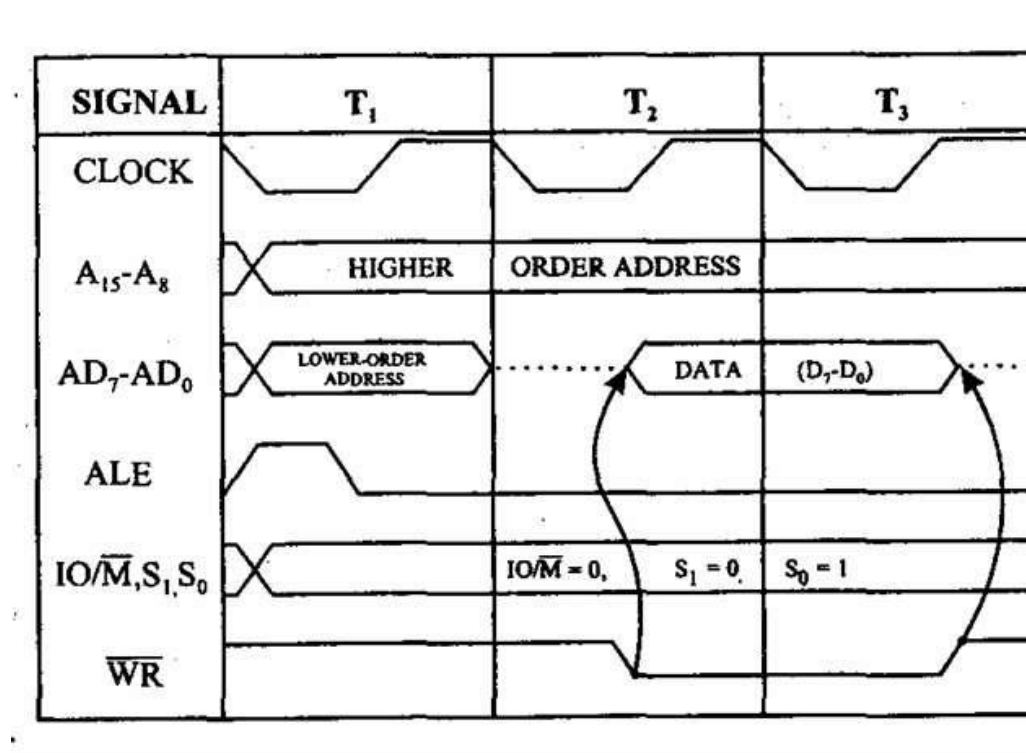 SIGNAL T₁ T₂ T₃
CLOCK
A₁₅-A₈ HIGHER ORDER ADDRESS
AD₇-AD₀ LOWER-ORDER ADDRESS DATA (D₇-D₀)
ALE
IO/M̅,S₁,S₀ IO/M̅ = 0, S₁ = 0, S₀ = 1
W̅R̅